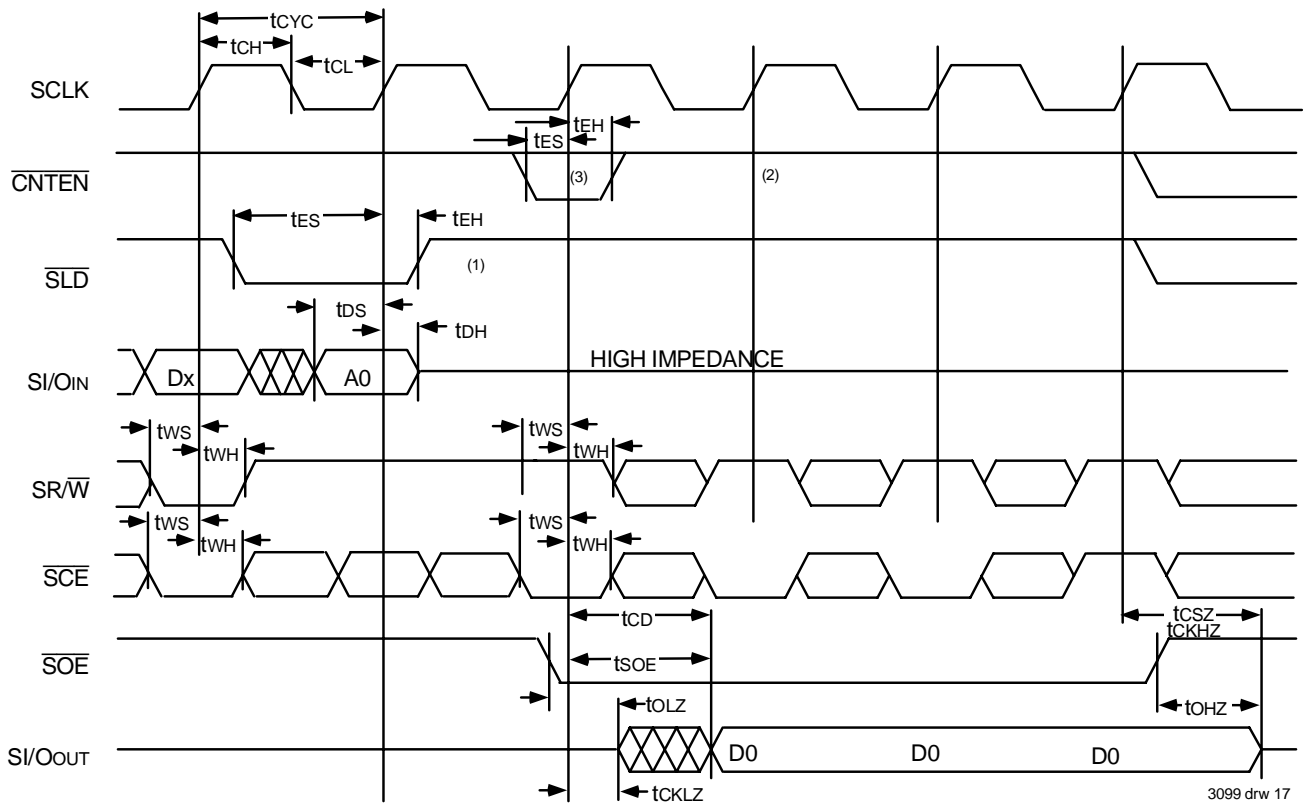 tCYC
tCH
tCL
SCLK
tEH
tES
CNTEN
(3)
(2)
tES
tEH
SLD
(1)
tDS
tDH
HIGH IMPEDANCE
SI/OIN
Dx
A0
tWS
tWS
tWH
tWH
SR/W
tWS
tWS
tWH
tWH
SCE
tCD
tCSZ
tCKHZ
SOE
tSOE
tOLZ
tOHZ
SI/OOUT
D0
D0
D0
tCKLZ
3099 drw 17